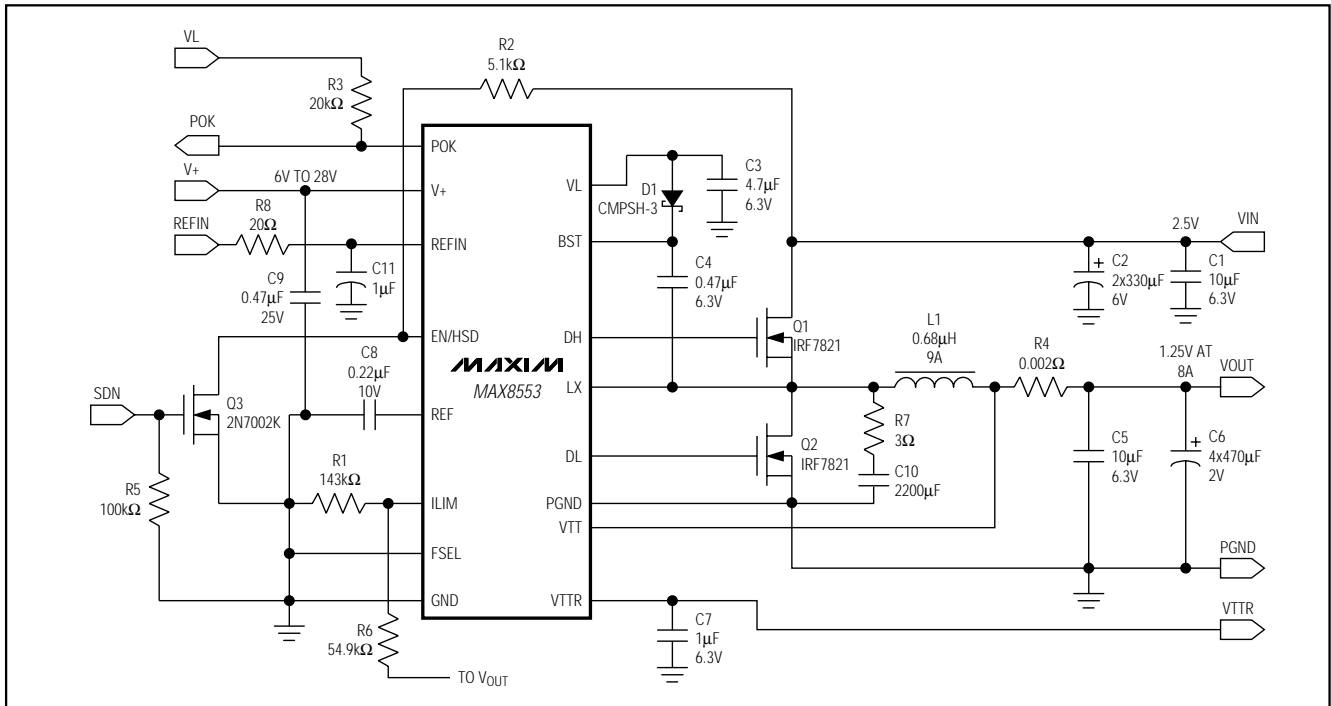 VL
R3
20kΩ
POK
V+
6V TO 28V
REFIN
R8
20Ω
C11
1μF
C9
0.47μF
25V
SDN
Q3
2N7002K
R5
100kΩ
C8
0.22μF
10V
R1
143kΩ
R6
54.9kΩ
TO VOUT
R2
5.1kΩ
POK
V+
REFIN
EN/HSD
REF
ILIM
FSEL
GND
MAXIM
MAX8553
VL
BST
DH
LX
DL
PGND
VTT
VTTR
D1
CMPSH-3
C3
4.7μF
6.3V
C4
0.47μF
6.3V
Q1
IRF7821
Q2
IRF7821
L1
0.68μH
9A
R7
3Ω
C10
2200μF
R4
0.002Ω
2.5V
VIN
+
C2
2x330μF
6V
C1
10μF
6.3V
1.25V AT
8A
VOUT
C5
10μF
6.3V
+
C6
4x470μF
2V
PGND
C7
1μF
6.3V
VTTR